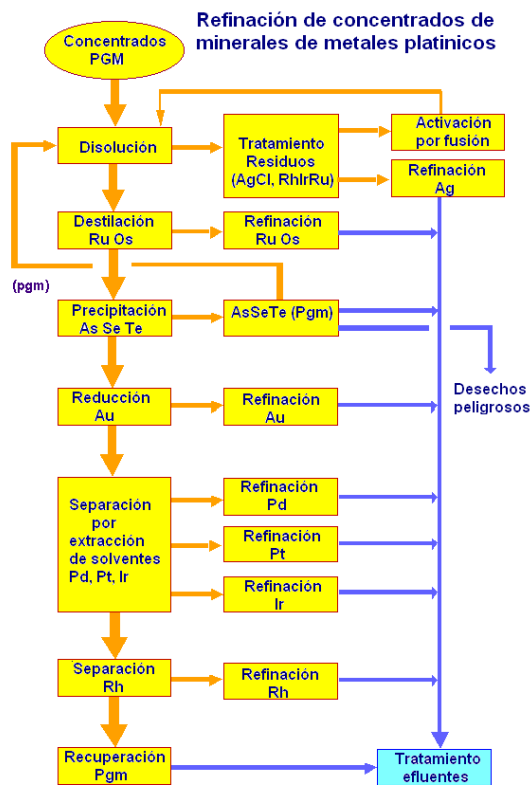 Refinación de concentrados de
minerales de metales platinicos
Concentrados
PGM
Disolución
Tratamiento
Residuos
(AgCl, RhIrRu)
Activación
por fusión
Refinación
Ag
Destilación
Ru Os
Refinación
Ru Os
(pgm)
Precipitación
As Se Te
AsSeTe (Pgm)
Desechos
peligrosos
Reducción
Au
Refinación
Au
Separación
por
extracción
de solventes
Pd, Pt, Ir
Refinación
Pd
Refinación
Pt
Refinación
Ir
Separación
Rh
Refinación
Rh
Recuperación
Pgm
Tratamiento
efluentes